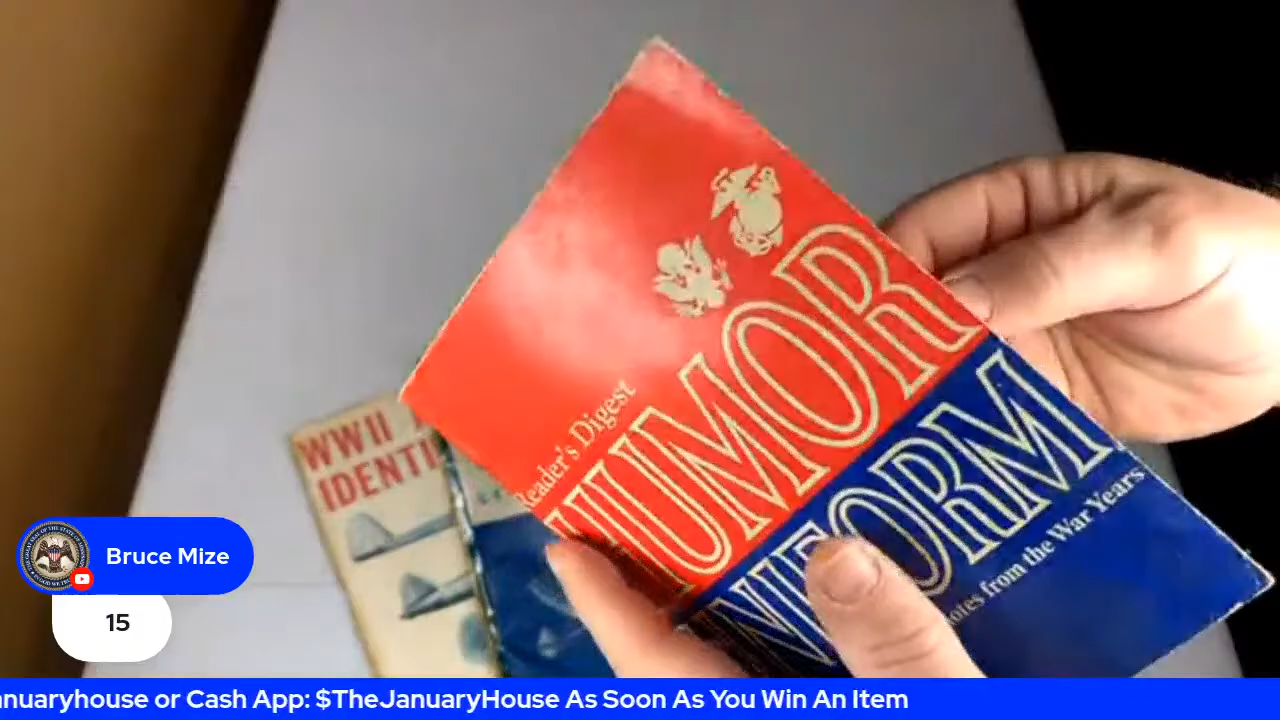 WWII
IDENTI
Reader's Digest
HUMOR
IN UNIFORM
from the War Years
Bruce Mize
15
anuaryhouse or Cash App: $TheJanuaryHouse As Soon As You Win An Item